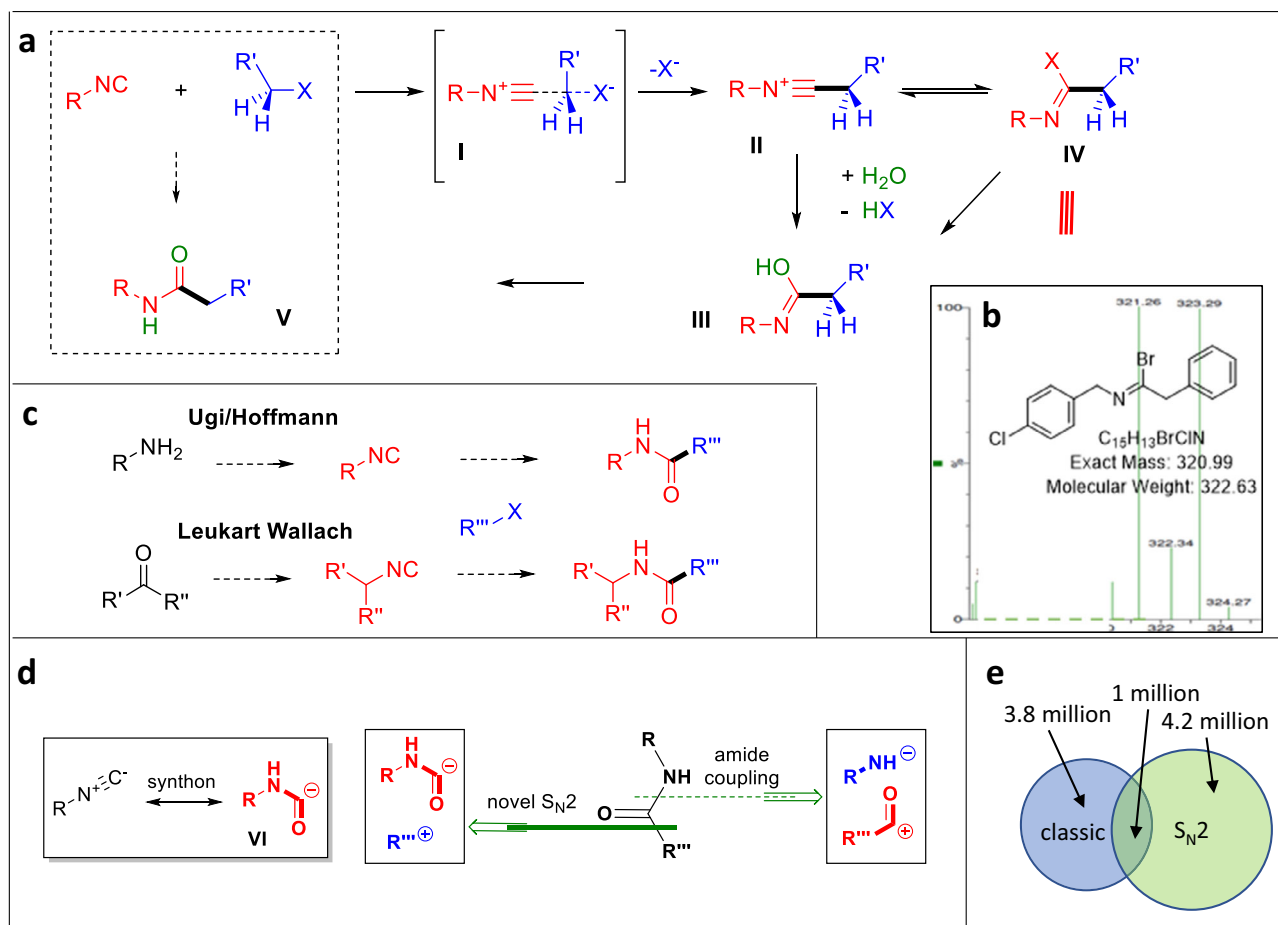 a
R NC
+
R'
X
H H
R-N⁺ C
R'
X⁻
H H
I
-X⁻
R-N⁺
R'
H H
II
X
R'
R N
H H
IV
+ H₂O
- HX
O
R N R'
H
V
HO
R'
R-N
H H
III
b
100
321.26 323.29
Br
N
Cl
C₁₅H₁₃BrClN
Exact Mass: 320.99
Molecular Weight: 322.63
%
322.34
324.27
0
322 324
c
Ugi/Hoffmann
R NH₂
R NC
H
R N R'''
O
R''' X
Leukart Wallach
O
R' R''
R' NC
R''
H
R' N R'''
R'' O
d
R N⁺ C⁻
synthon
H
R N ⊖
O
VI
H
R N ⊖
O
R'''⊕
novel Sₙ2
R
NH
O
R'''
amide
coupling
R NH ⊖
O
R''' ⊕
e
3.8 million
1 million
4.2 million
classic
Sₙ2